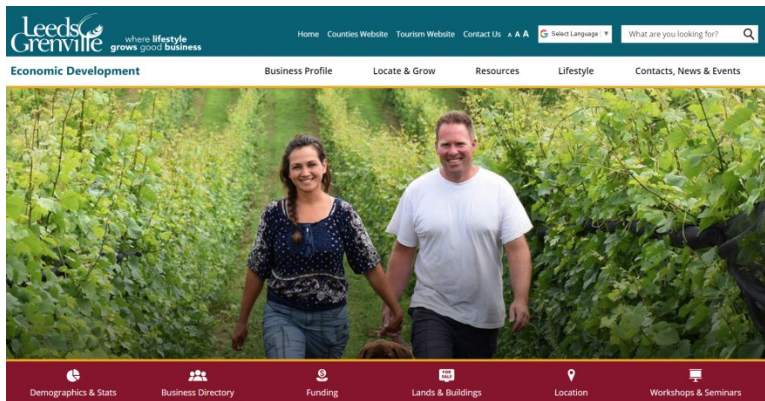 Leeds
Grenville
where lifestyle
grows good business
Home Counties Website Tourism Website Contact Us A A A
Select Language ▼
What are you looking for?
Economic Development
Business Profile Locate & Grow Resources Lifestyle Contacts, News & Events
FOR SALE
Demographics & Stats Business Directory Funding Lands & Buildings Location Workshops & Seminars